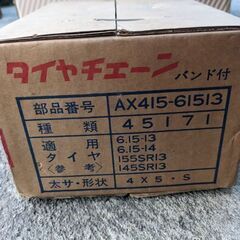 タイヤチェーン バンド付
部品番号 AX415-61513
種類 45171
適用タイヤ(参考) 6.15-13
6.15-14
155SR13
145SR13
太サ・形状 4×5・S